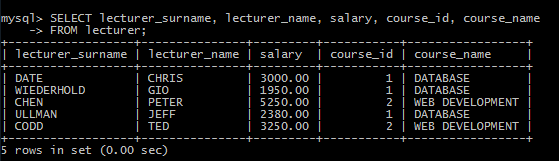 mysql> SELECT lecturer_surname, lecturer_name, salary, course_id, course_name
    -> FROM lecturer;
+------------------+---------------+---------+-----------+-----------------+
| lecturer_surname | lecturer_name | salary  | course_id | course_name     |
+------------------+---------------+---------+-----------+-----------------+
| DATE             | CHRIS         | 3000.00 |         1 | DATABASE        |
| WIEDERHOLD       | GIO           | 1950.00 |         1 | DATABASE        |
| CHEN             | PETER         | 5250.00 |         2 | WEB DEVELOPMENT |
| ULLMAN           | JEFF          | 2380.00 |         1 | DATABASE        |
| CODD             | TED           | 3250.00 |         2 | WEB DEVELOPMENT |
+------------------+---------------+---------+-----------+-----------------+
5 rows in set (0.00 sec)